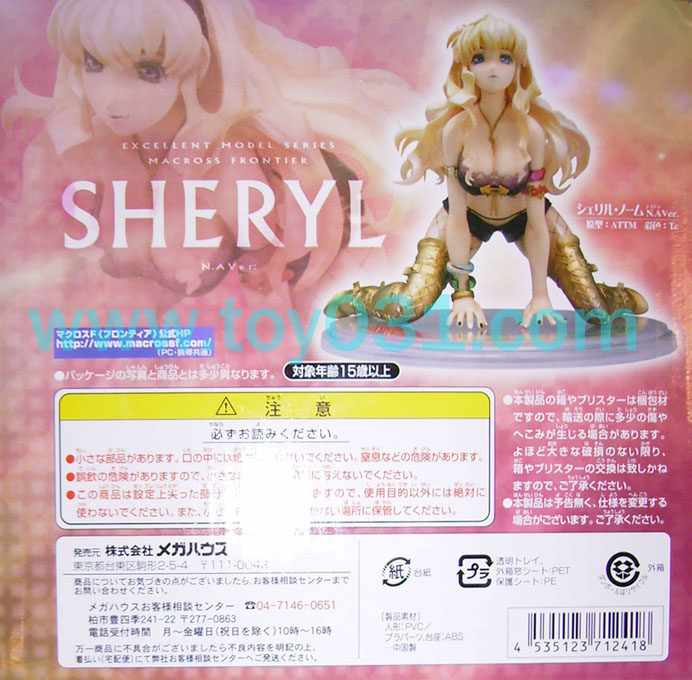 EXCELLENT MODEL SERIES
MACROSS FRONTIER
SHERYL
N.A Ver.
シェリル・ノーム N.A Ver.
原型：ATTM 彩色：Te
www.toy031.com
マクロスF（フロンティア）公式HP
http://www.macrossf.com/
(PC・携帯共通)
●パッケージの写真と商品とは多少異なります。
対象年齢15歳以上
注意
必ずお読みください。
●小さな部品があります。口の中には絶対に入れないでください。窒息などの危険があります。
●誤飲の危険がありますので、小さな 与えないでください。
●この商品は設定上尖った部分 ますので、使用目的以外には絶対に
使わないでください。また、 かない場所に保管してください。
●本製品の箱やブリスターは梱包材
ですので、輸送の際に多少の傷や
へこみが生じる場合があります。
よほど大きな破損のない限り、
箱やブリスターの交換は致しかね
ますので、ご了承ください。
●本製品は予告無く、仕様を変更する
場合がございます。ご了承ください。
発売元 株式会社 メガハウス
東京都台東区駒形2-5-4 〒111-0043
商品についてお気づきの点がございましたら お客様相談センターまで
お問い合わせください。
メガハウスお客様相談センター ☎04-7146-0651
柏市豊四季241-22 〒277-0863
電話受付時間 月〜金曜日(祝日を除く)10時〜16時
万一商品に不具合がございましたら不良内容を明記の上、
着払い(宅配便)にて弊社お客様相談センターへご発送ください。
紙 台紙
プラ
透明トレイ、
外箱窓シート：PET
保護シート：PE
外箱
ダンボールはリサイクル
[製品素材]
人形：PVC/
プラパーツ、台座：ABS
−中国製
4 535123 712418